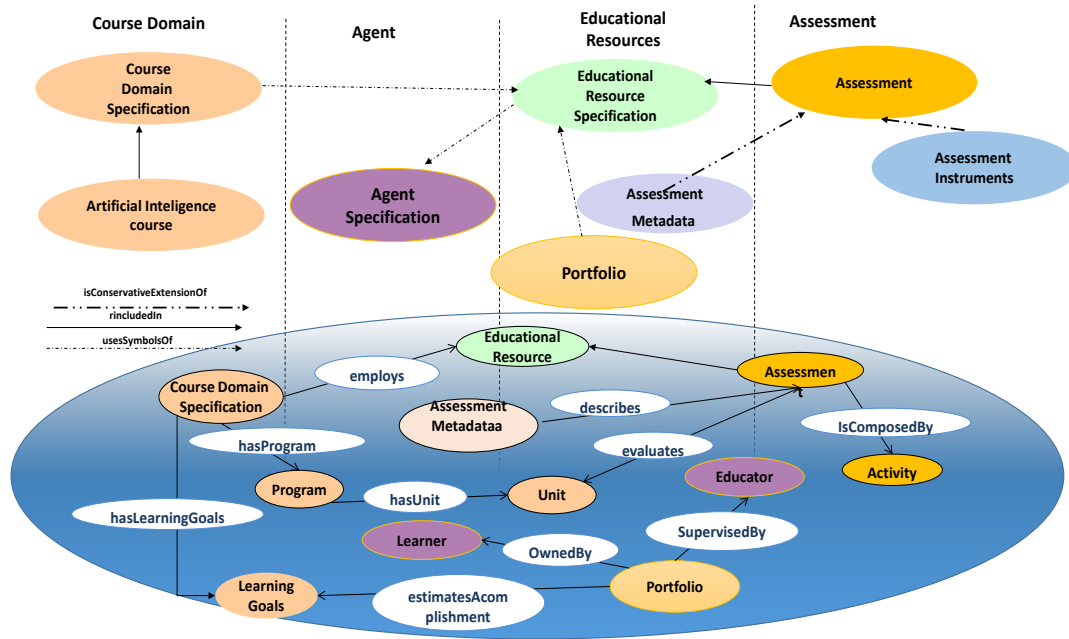 Course Domain
Agent
Educational
Resources
Assessment
Course
Domain
Specification
Educational
Resource
Specification
Assessment
Artificial Inteligence
course
Agent
Specification
Assessment
Metadata
Assessment
Instruments
Portfolio
isConservativeExtensionOf
rincludedIn
usesSymbolsOf
Educational
Resource
employs
Course Domain
Specification
Assessmen
t
Assessment
Metadataa
describes
IsComposedBy
hasProgram
evaluates
Activity
Educator
Program
hasUnit
Unit
hasLearningGoals
SupervisedBy
Learner
OwnedBy
Portfolio
Learning
Goals
estimatesAcom
plishment